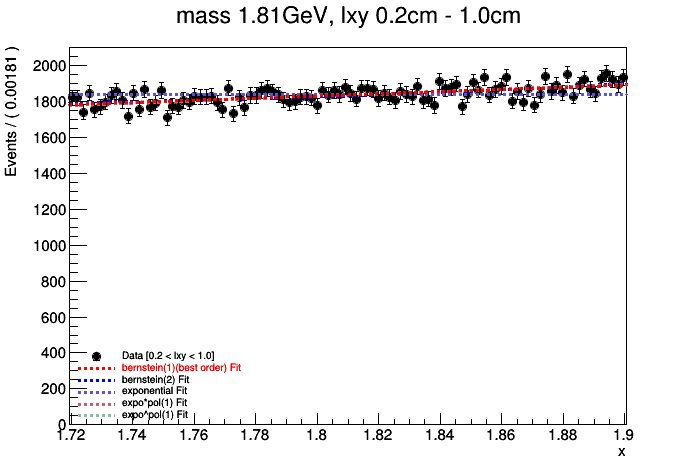 mass 1.81GeV, lxy 0.2cm - 1.0cm
Events / ( 0.00181 )
2000
1800
1600
1400
1200
1000
800
600
400
200
0
Data [0.2 < lxy < 1.0]
bernstein(1)(best order) Fit
bernstein(2) Fit
exponential Fit
expo*pol(1) Fit
expo^pol(1) Fit
1.72 1.74 1.76 1.78 1.8 1.82 1.84 1.86 1.88 1.9
x